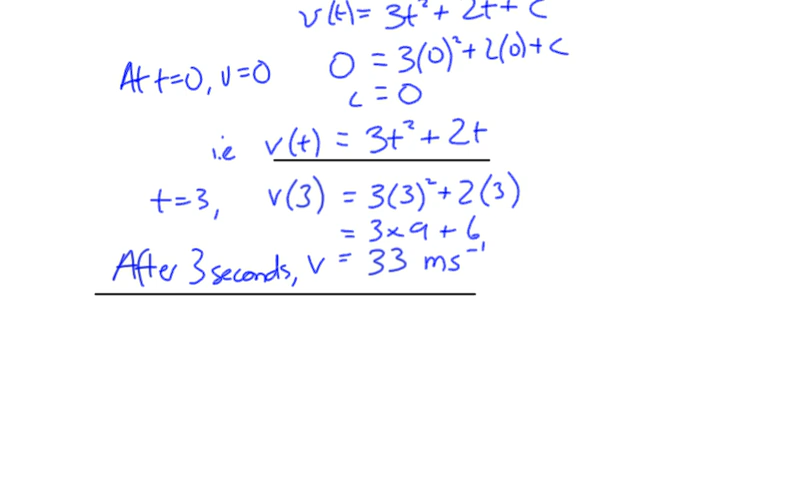 v(t) = 3t² + 2t + c
At t=0, v=0 0 = 3(0)² + 2(0) + c
c = 0
i.e v(t) = 3t² + 2t
t=3, v(3) = 3(3)² + 2(3)
= 3×9 + 6
After 3 seconds, v = 33 ms⁻¹